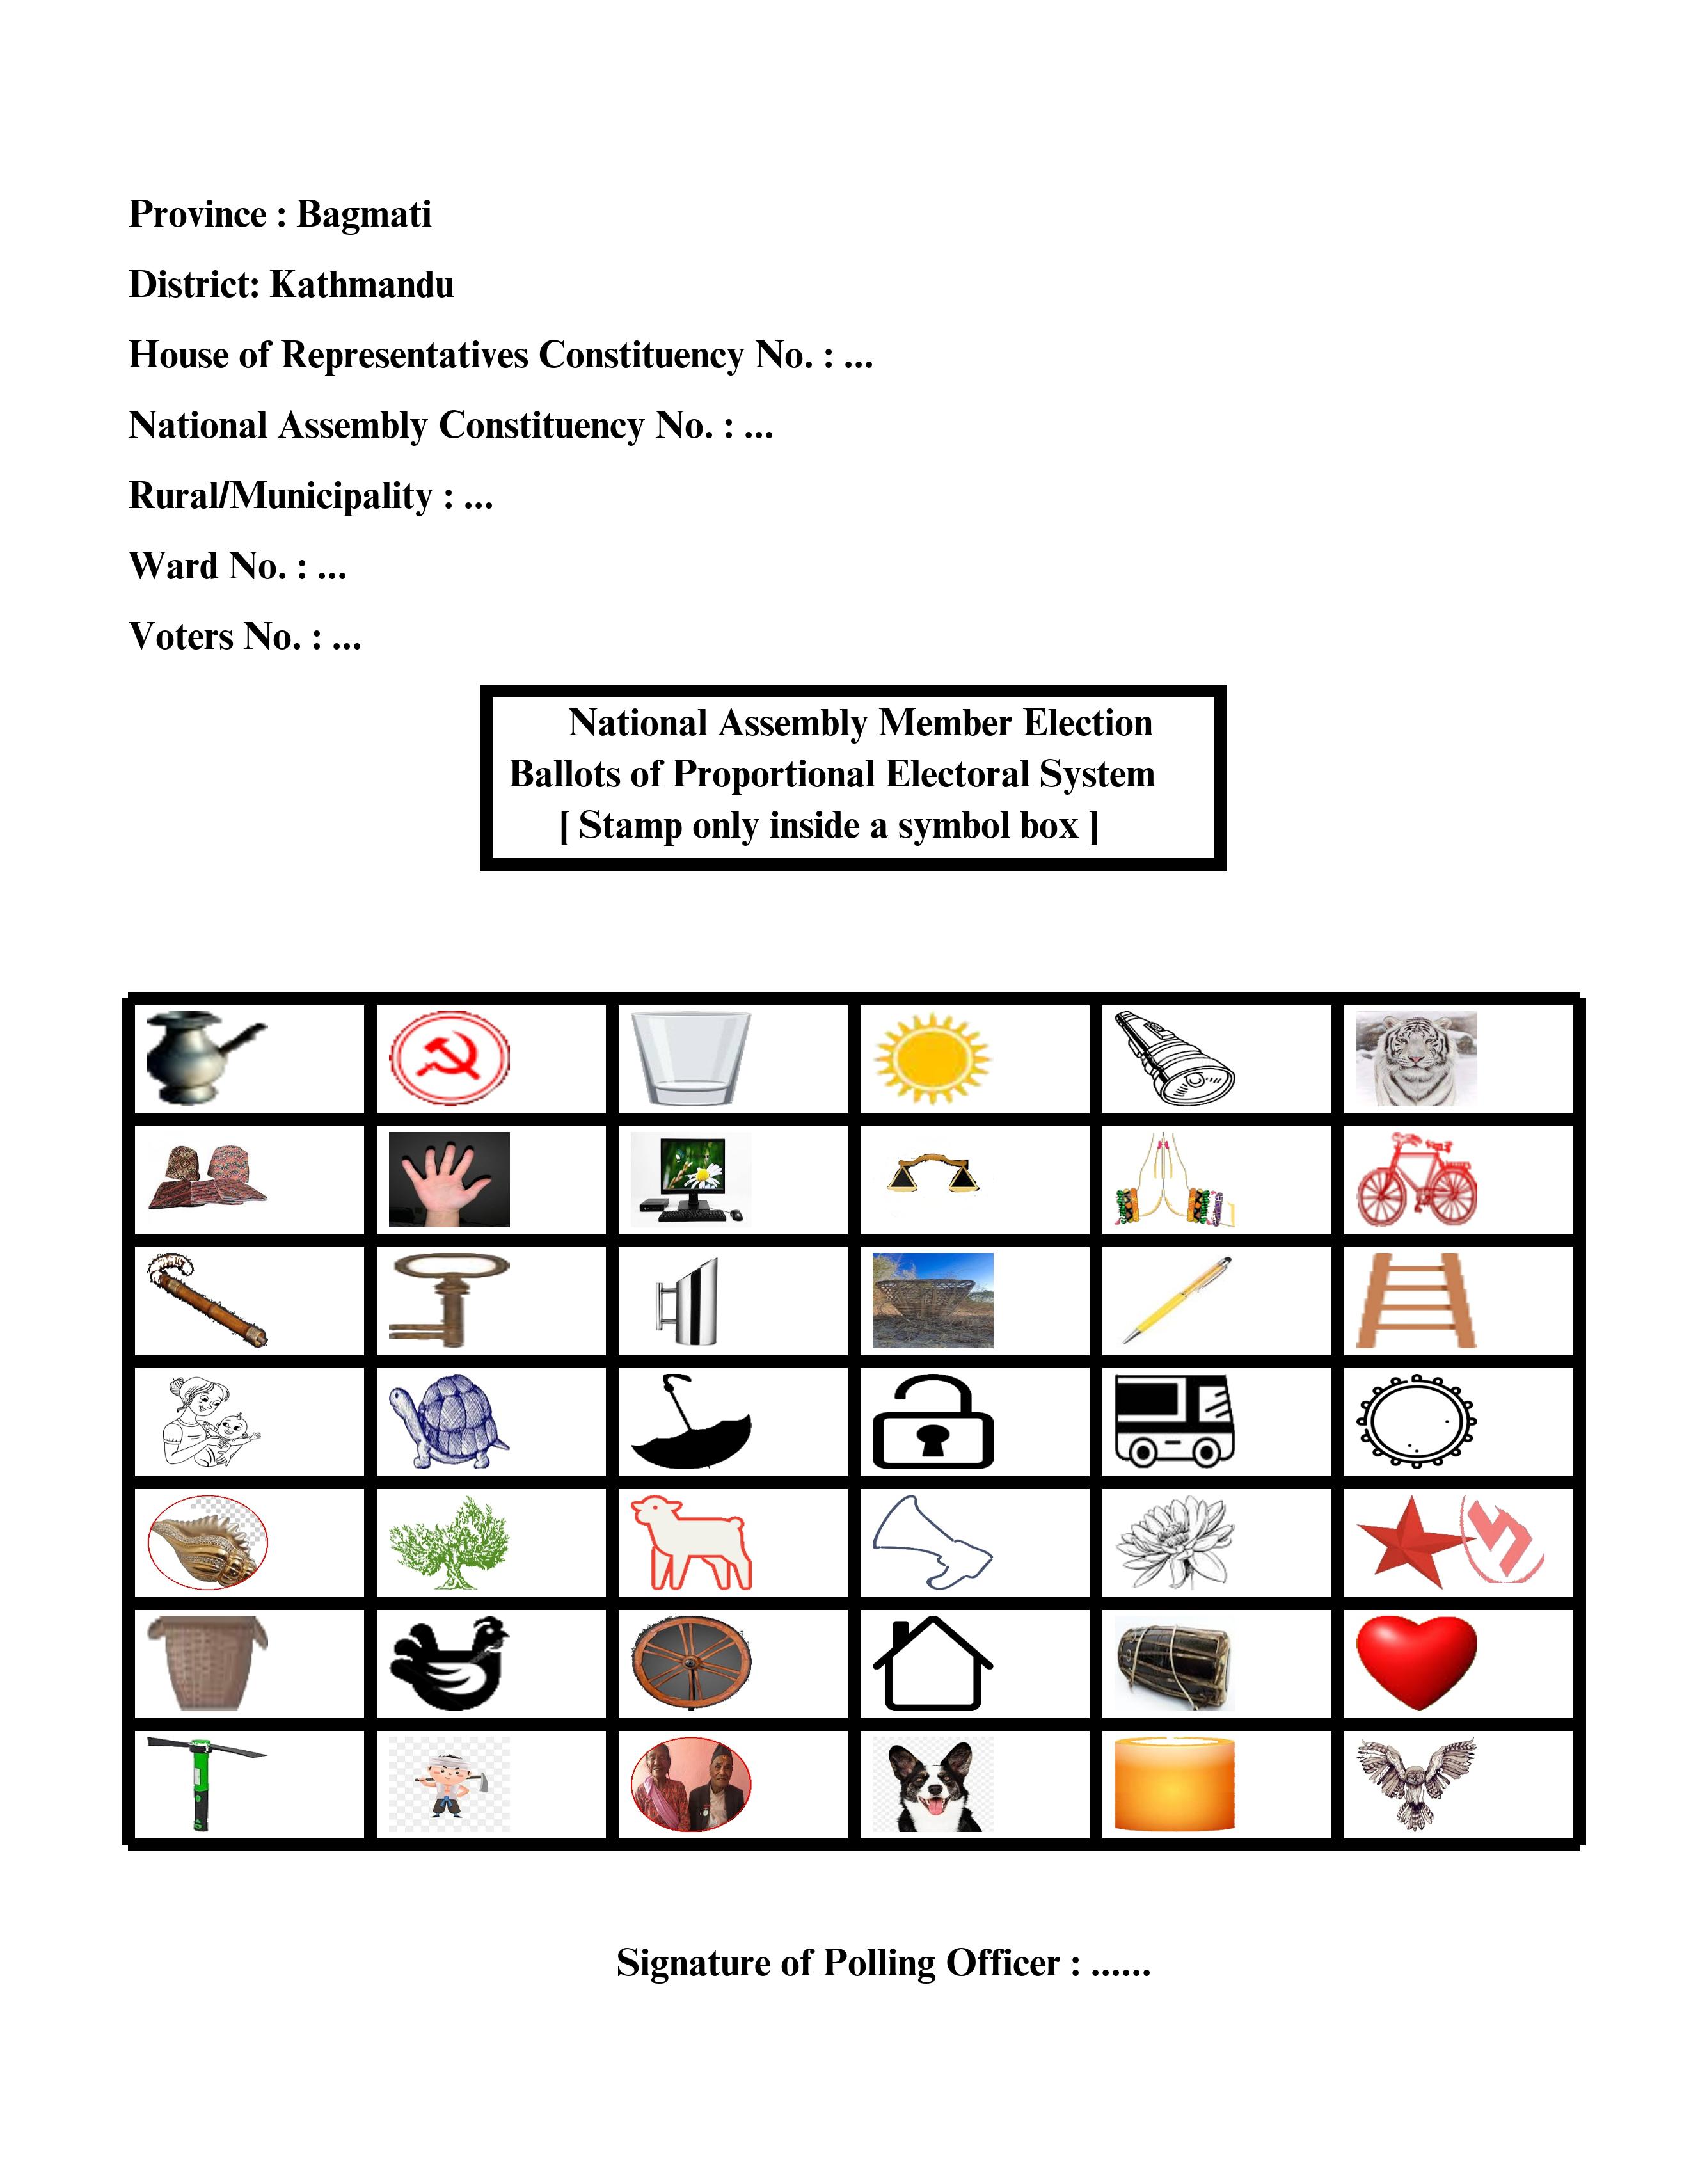 Province : Bagmati
District: Kathmandu
House of Representatives Constituency No. : ...
National Assembly Constituency No. : ...
Rural/Municipality : ...
Ward No. : ...
Voters No. : ...
National Assembly Member Election
Ballots of Proportional Electoral System
[ Stamp only inside a symbol box ]
Signature of Polling Officer : ......